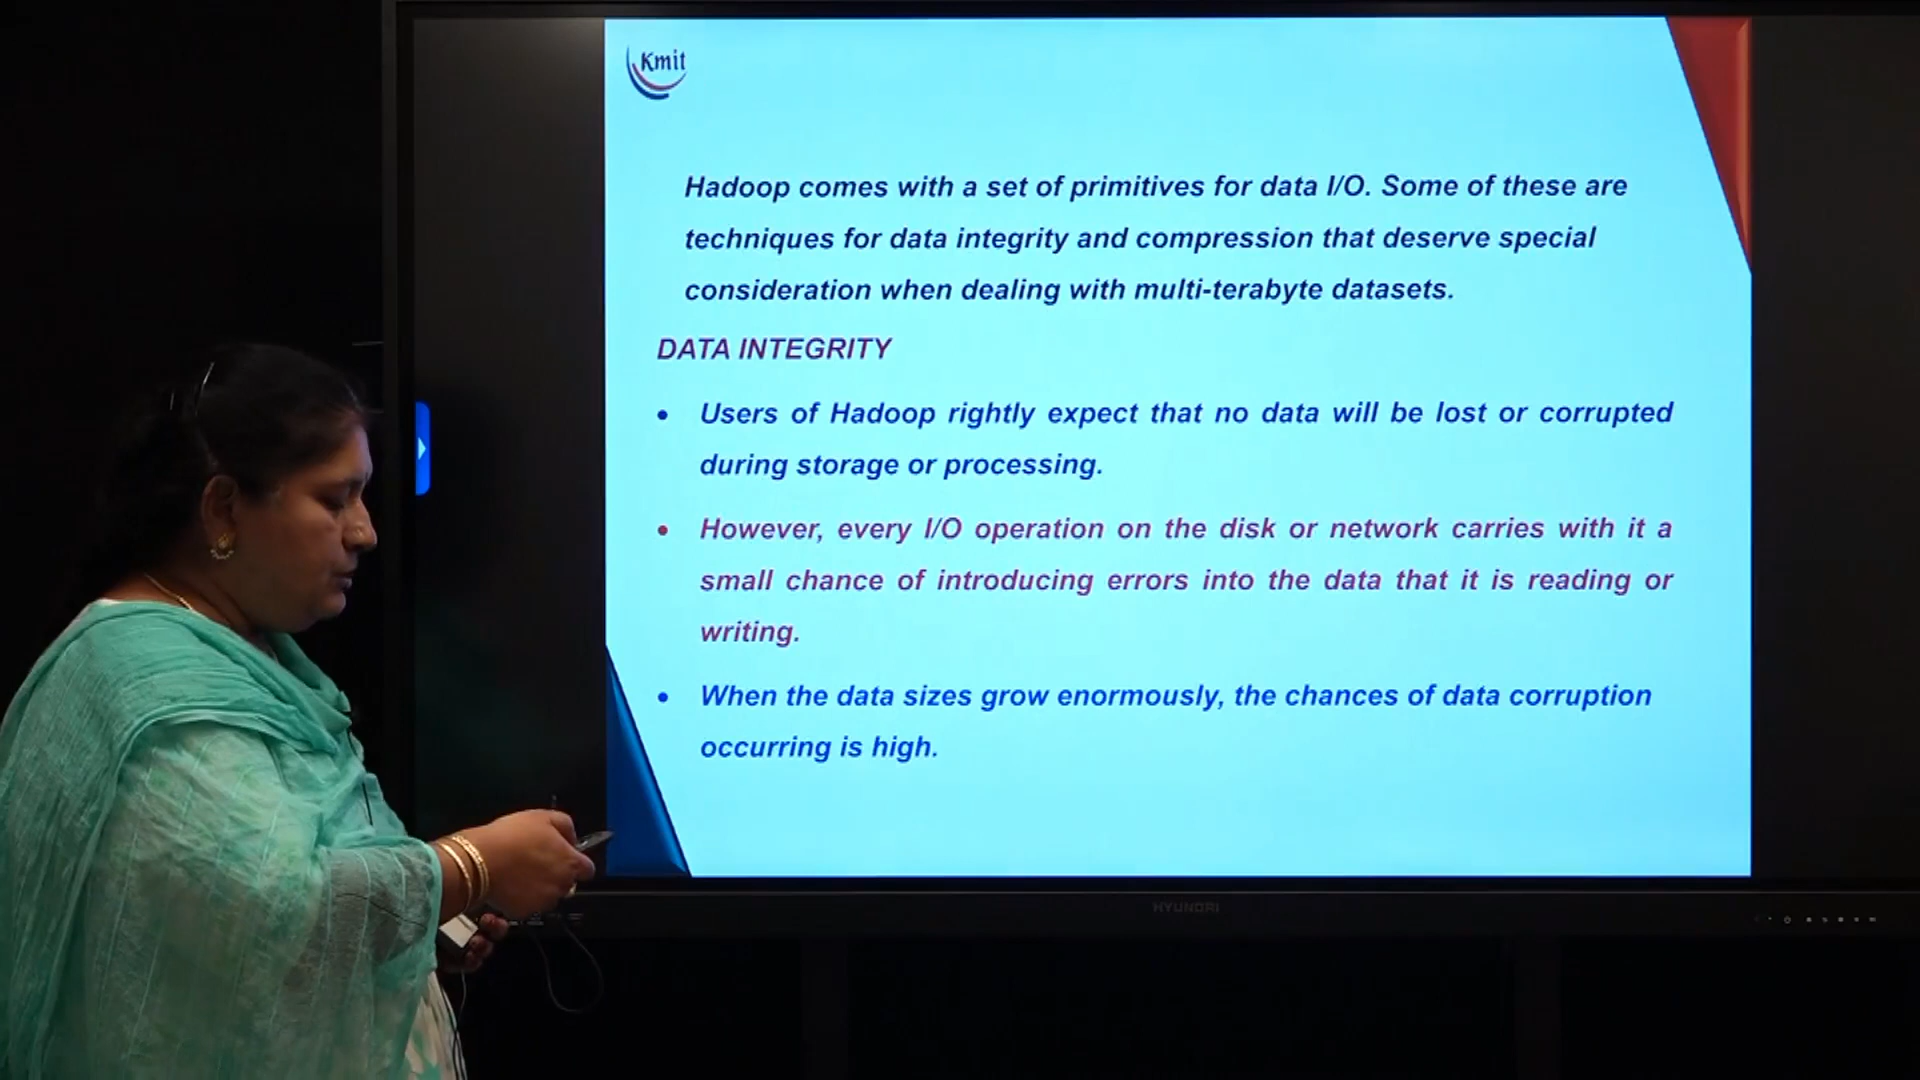 Kmit
Hadoop comes with a set of primitives for data I/O. Some of these are
techniques for data integrity and compression that deserve special
consideration when dealing with multi-terabyte datasets.
DATA INTEGRITY
• Users of Hadoop rightly expect that no data will be lost or corrupted
during storage or processing.
• However, every I/O operation on the disk or network carries with it a
small chance of introducing errors into the data that it is reading or
writing.
• When the data sizes grow enormously, the chances of data corruption
occurring is high.
HYUNDRI